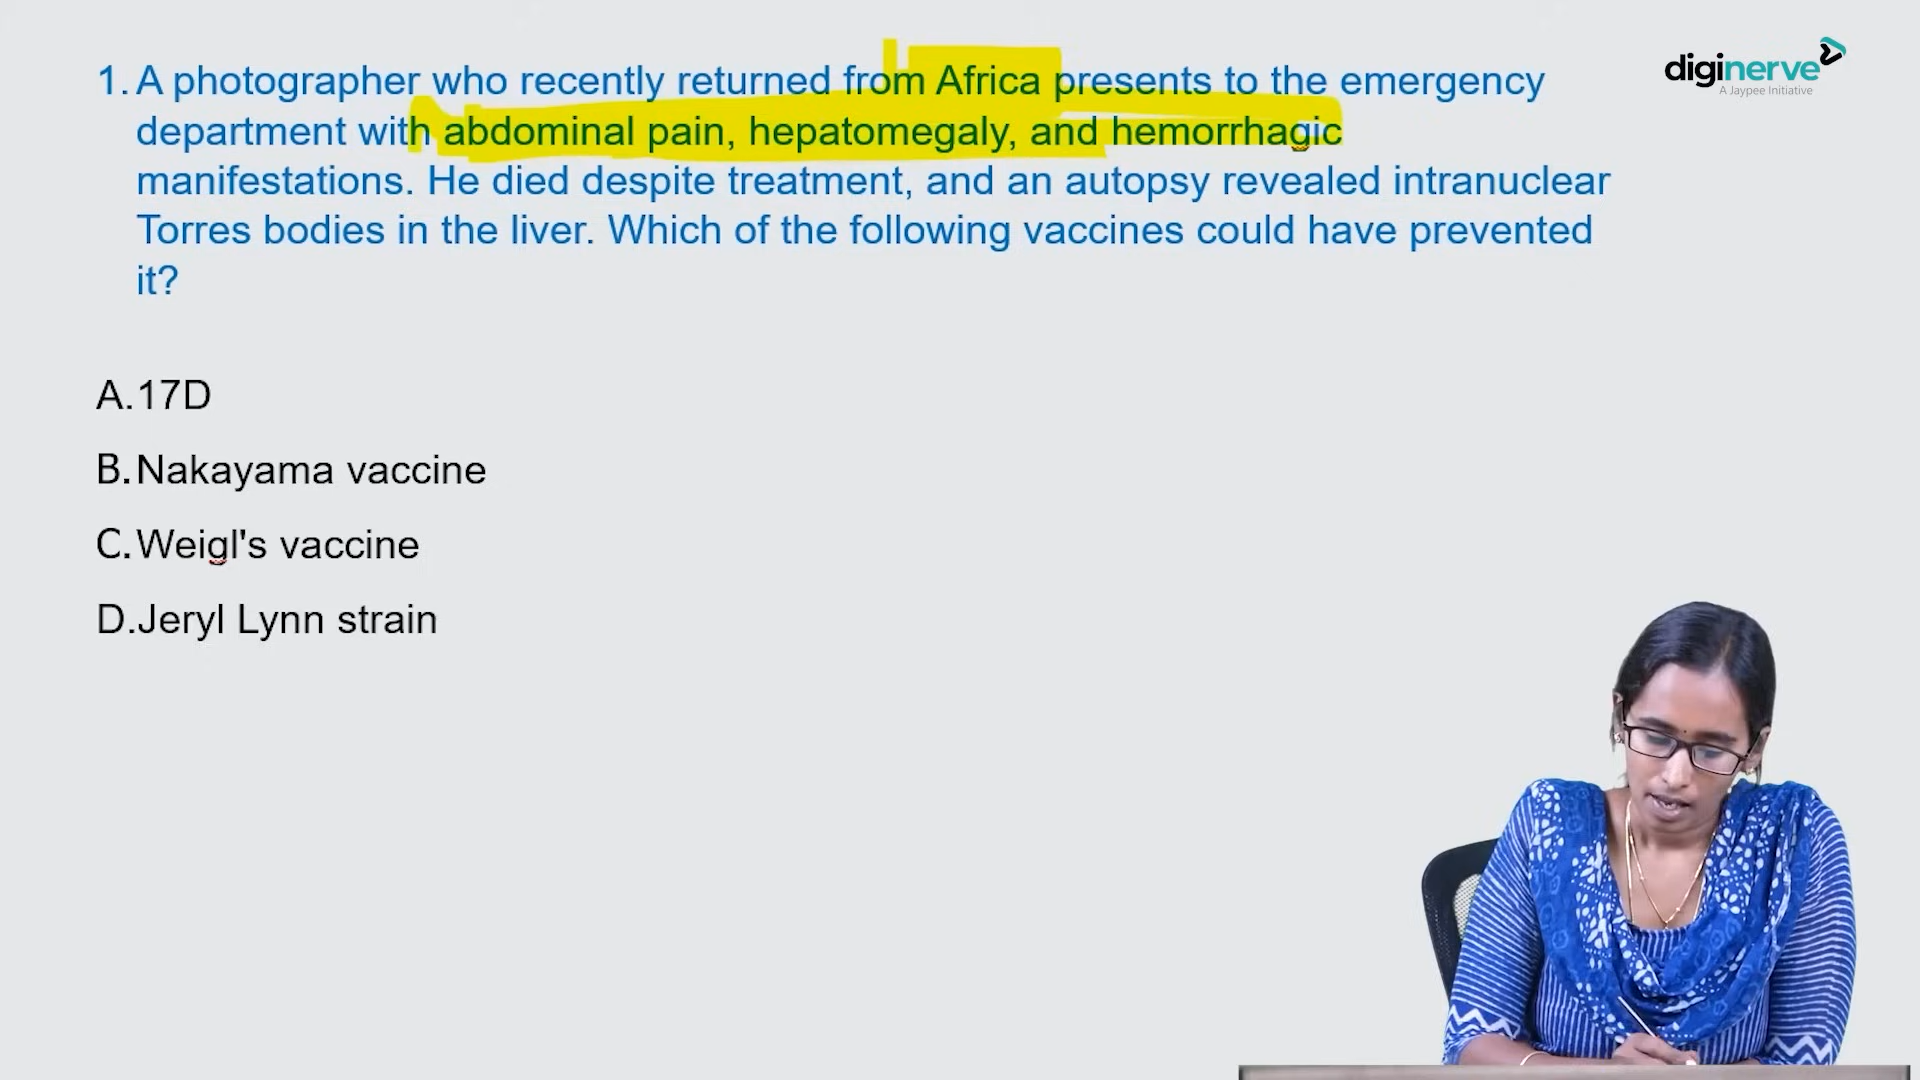 1. A photographer who recently returned from Africa presents to the emergency
department with abdominal pain, hepatomegaly, and hemorrhagic
manifestations. He died despite treatment, and an autopsy revealed intranuclear
Torres bodies in the liver. Which of the following vaccines could have prevented
it?
A.17D
B.Nakayama vaccine
C.Weigl's vaccine
D.Jeryl Lynn strain
diginerve
A Jaypee Initiative